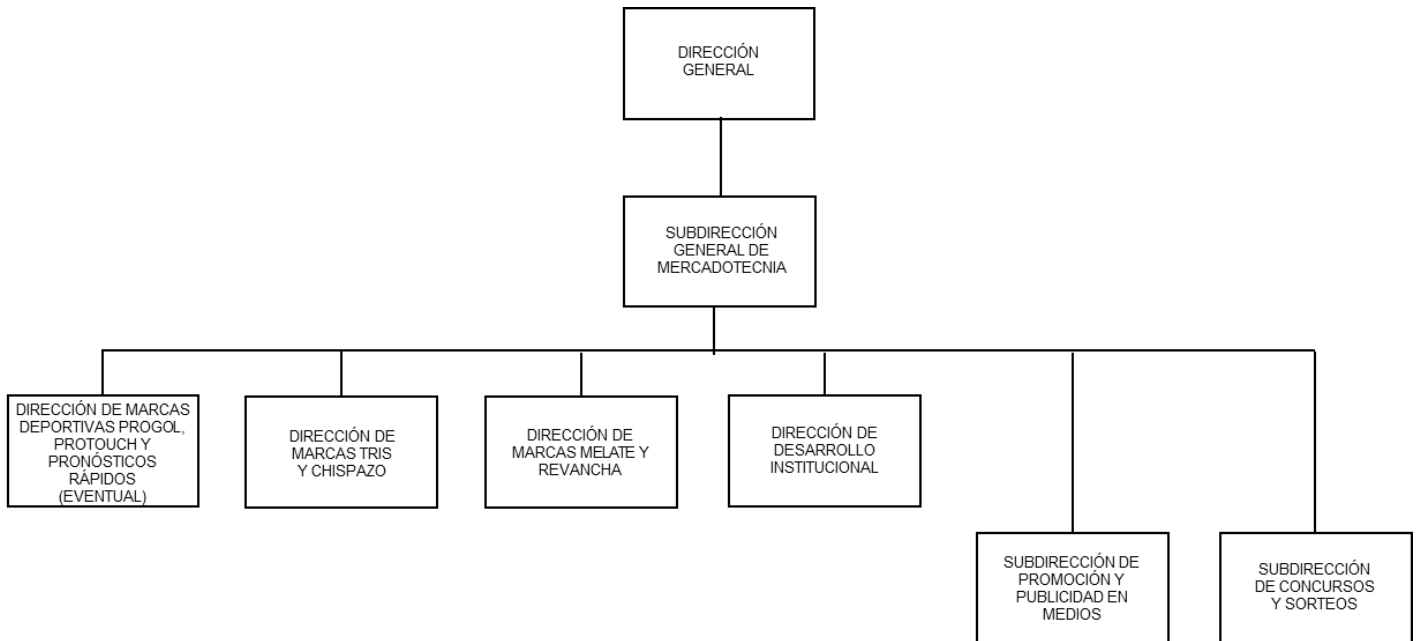 DIRECCIÓN
GENERAL
SUBDIRECCIÓN
GENERAL DE
MERCADOTECNIA
DIRECCIÓN DE MARCAS
DEPORTIVAS PROGOL,
PROTOUCH Y
PRONÓSTICOS
RÁPIDOS
(EVENTUAL)
DIRECCIÓN DE
MARCAS TRIS
Y CHISPAZO
DIRECCIÓN DE
MARCAS MELATE Y
REVANCHA
DIRECCIÓN DE
DESARROLLO
INSTITUCIONAL
SUBDIRECCIÓN DE
PROMOCIÓN Y
PUBLICIDAD EN
MEDIOS
SUBDIRECCIÓN
DE CONCURSOS
Y SORTEOS